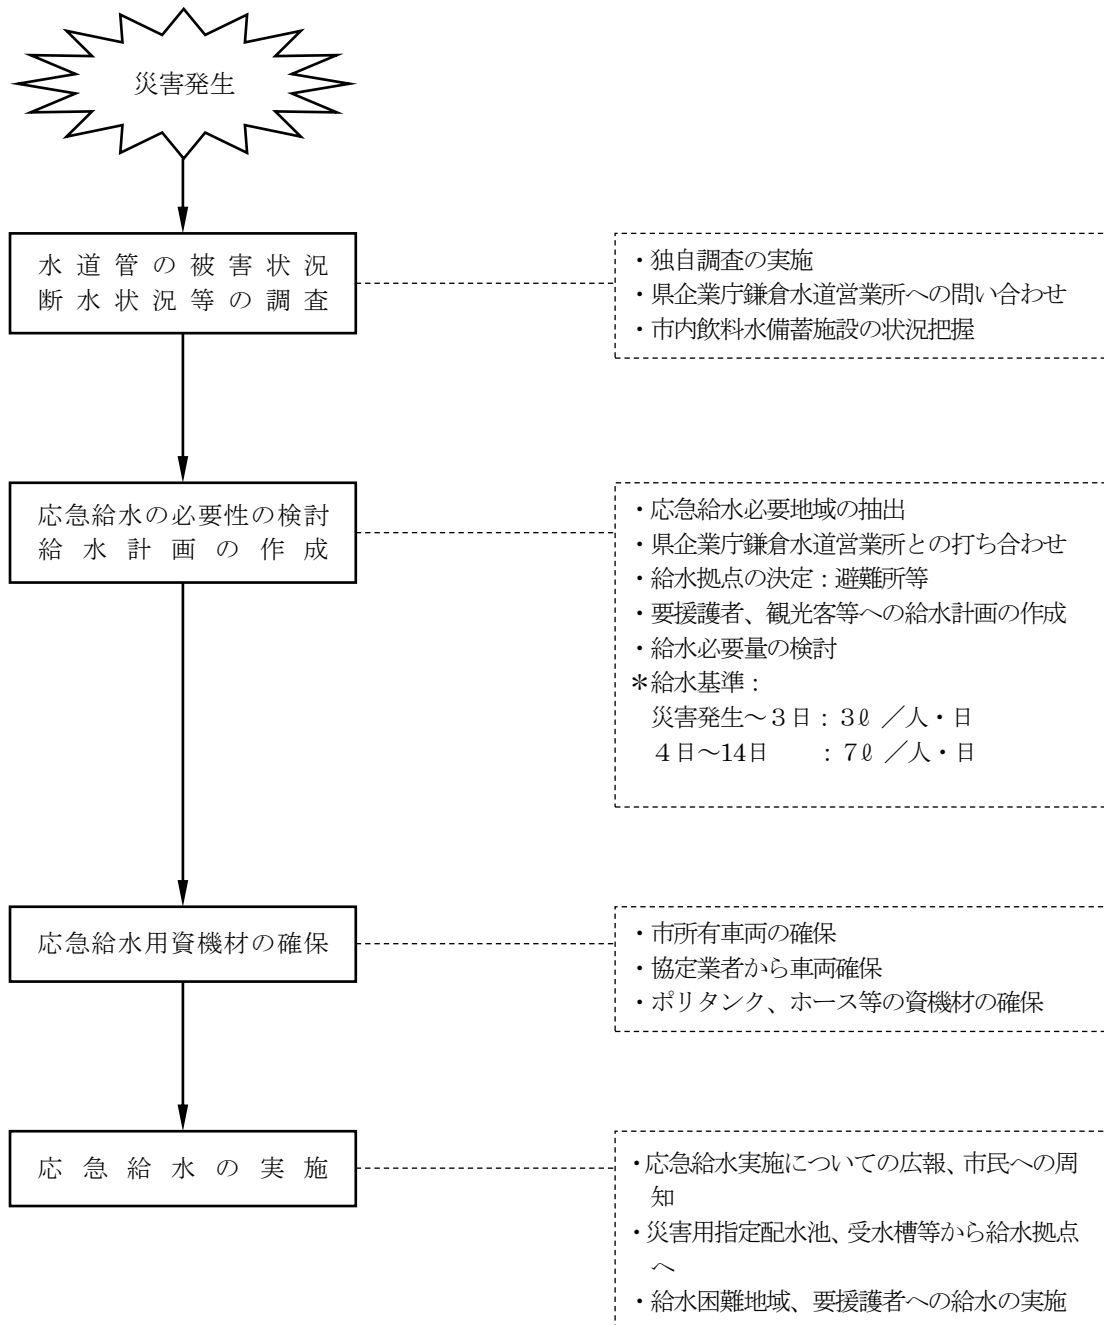 災害発生
水道管の被害状況
断水状況等の調査
・独自調査の実施
・県企業庁鎌倉水道営業所への問い合わせ
・市内飲料水備蓄施設の状況把握
応急給水の必要性の検討
給水計画の作成
・応急給水必要地域の抽出
・県企業庁鎌倉水道営業所との打ち合わせ
・給水拠点の決定：避難所等
・要援護者、観光客等への給水計画の作成
・給水必要量の検討
＊給水基準：
災害発生～３日：３ℓ ／人・日
４日～14日　　：７ℓ ／人・日
応急給水用資機材の確保
・市所有車両の確保
・協定業者から車両確保
・ポリタンク、ホース等の資機材の確保
応急給水の実施
・応急給水実施についての広報、市民への周
知
・災害用指定配水池、受水槽等から給水拠点
へ
・給水困難地域、要援護者への給水の実施